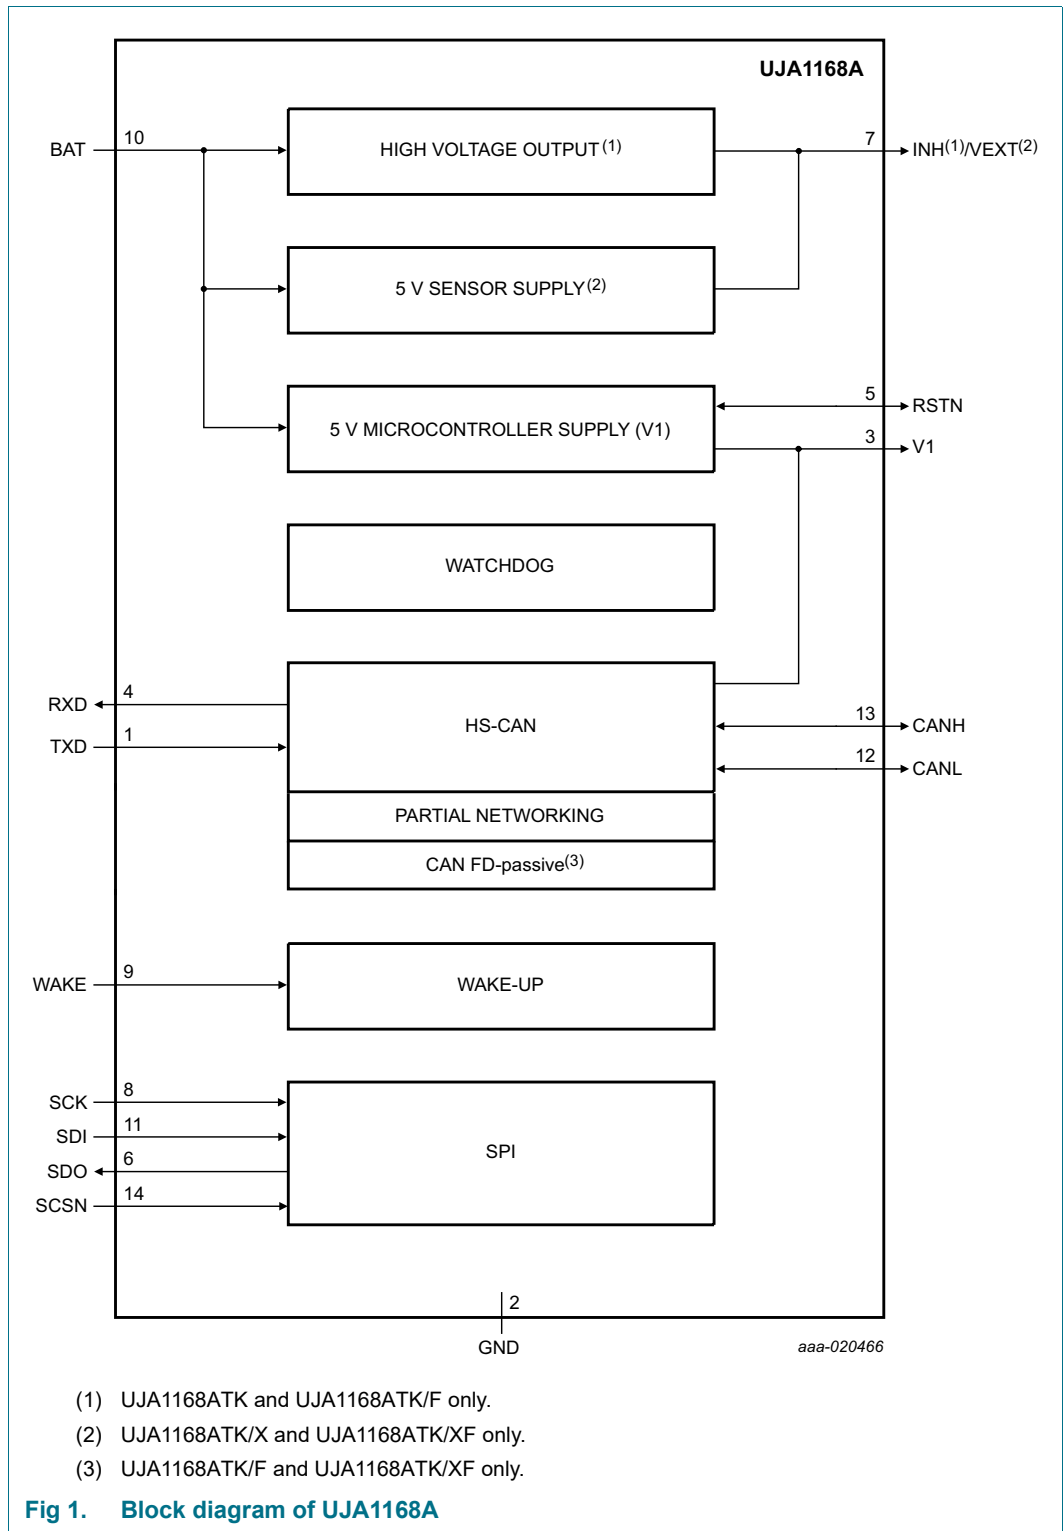 UJA1168A
BAT 10 HIGH VOLTAGE OUTPUT(1) 7 INH(1)/VEXT(2)
5 V SENSOR SUPPLY(2)
5 RSTN
5 V MICROCONTROLLER SUPPLY (V1)
3 V1
WATCHDOG
RXD 4
HS-CAN
13 CANH
TXD 1
12 CANL
PARTIAL NETWORKING
CAN FD-passive(3)
WAKE 9 WAKE-UP
SCK 8
SDI 11
SPI
SDO 6
SCSN 14
2
GND
aaa-020466
(1) UJA1168ATK and UJA1168ATK/F only.
(2) UJA1168ATK/X and UJA1168ATK/XF only.
(3) UJA1168ATK/F and UJA1168ATK/XF only.
Fig 1. Block diagram of UJA1168A